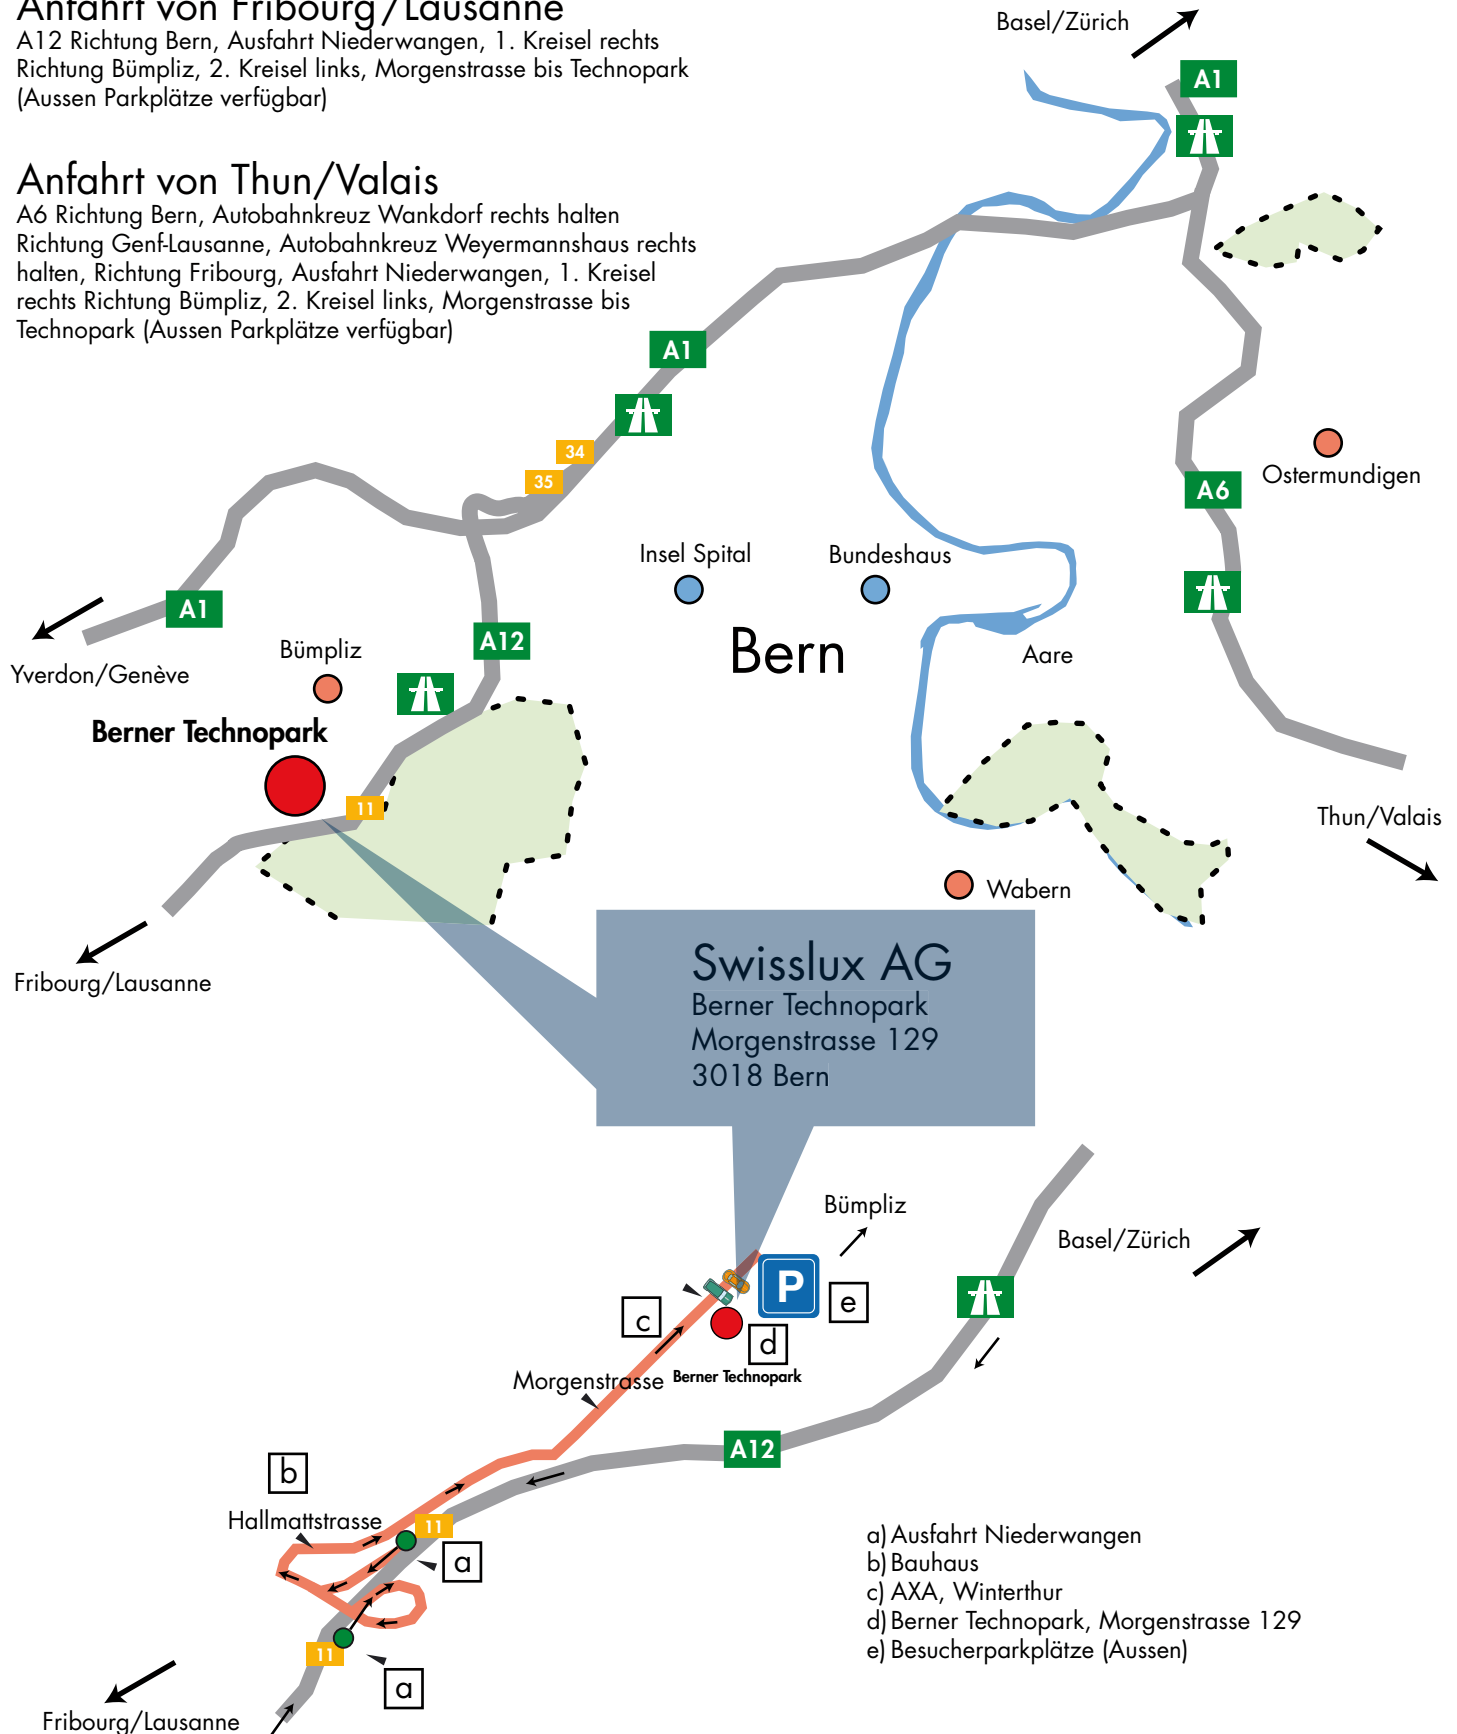 Anfahrt von Fribourg/Lausanne
A12 Richtung Bern, Ausfahrt Niederwangen, 1. Kreisel rechts
Richtung Bümpliz, 2. Kreisel links, Morgenstrasse bis Technopark
(Aussen Parkplätze verfügbar)
Anfahrt von Thun/Valais
A6 Richtung Bern, Autobahnkreuz Wankdorf rechts halten
Richtung Genf-Lausanne, Autobahnkreuz Weyermannshaus rechts
halten, Richtung Fribourg, Ausfahrt Niederwangen, 1. Kreisel
rechts Richtung Bümpliz, 2. Kreisel links, Morgenstrasse bis
Technopark (Aussen Parkplätze verfügbar)
Basel/Zürich
A1
A1
34
35
Ostermundigen
A6
Insel Spital
Bundeshaus
Bern
Aare
A1
A12
Yverdon/Genève
Bümpliz
Berner Technopark
11
Thun/Valais
Wabern
Fribourg/Lausanne
Swisslux AG
Berner Technopark
Morgenstrasse 129
3018 Bern
Bümpliz
Basel/Zürich
P
e
c
d
Berner Technopark
Morgenstrasse
A12
b
Hallmattstrasse
11
a
11
a
Fribourg/Lausanne
a) Ausfahrt Niederwangen
b) Bauhaus
c) AXA, Winterthur
d) Berner Technopark, Morgenstrasse 129
e) Besucherparkplätze (Aussen)